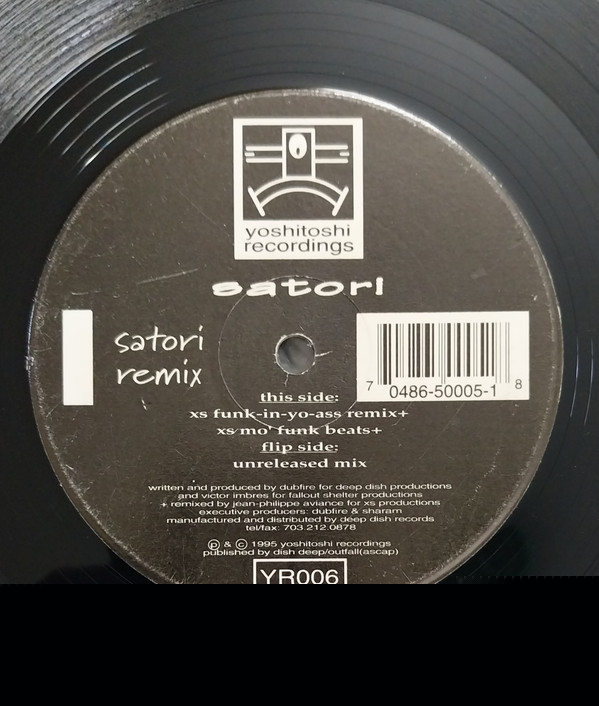 yoshitoshi
recordings
satori
satori
remix
7 0486-50005-1 8
this side:
xs funk-in-yo-ass remix+
xs mo' funk beats+
flip side:
unreleased mix
written and produced by dubfire for deep dish productions
and victor imbres for fallout shelter productions
+ remixed by jean-philippe aviance for xs productions
executive producers: dubfire & sharam
manufactured and distributed by deep dish records
tel/fax: 703.212.0878
℗ & © 1995 yoshitoshi recordings
published by dish deep/outfall(ascap)
YR006